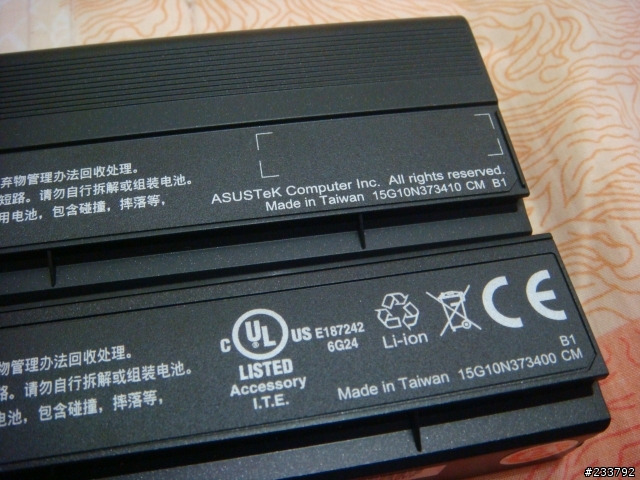 弃物管理办法回收处理。
短路。请勿自行拆解或组装电池。
用电池，包含碰撞，摔落等，
ASUSTeK Computer Inc. All rights reserved.
Made in Taiwan 15G10N373410 CM B1
物管理办法回收处理。
路。请勿自行拆解或组装电池。
电池，包含碰撞，摔落等，
C UL US E187242
6G24
LISTED
Accessory
I.T.E.
Li-ion
CE
B1
Made in Taiwan 15G10N373400 CM
#233792